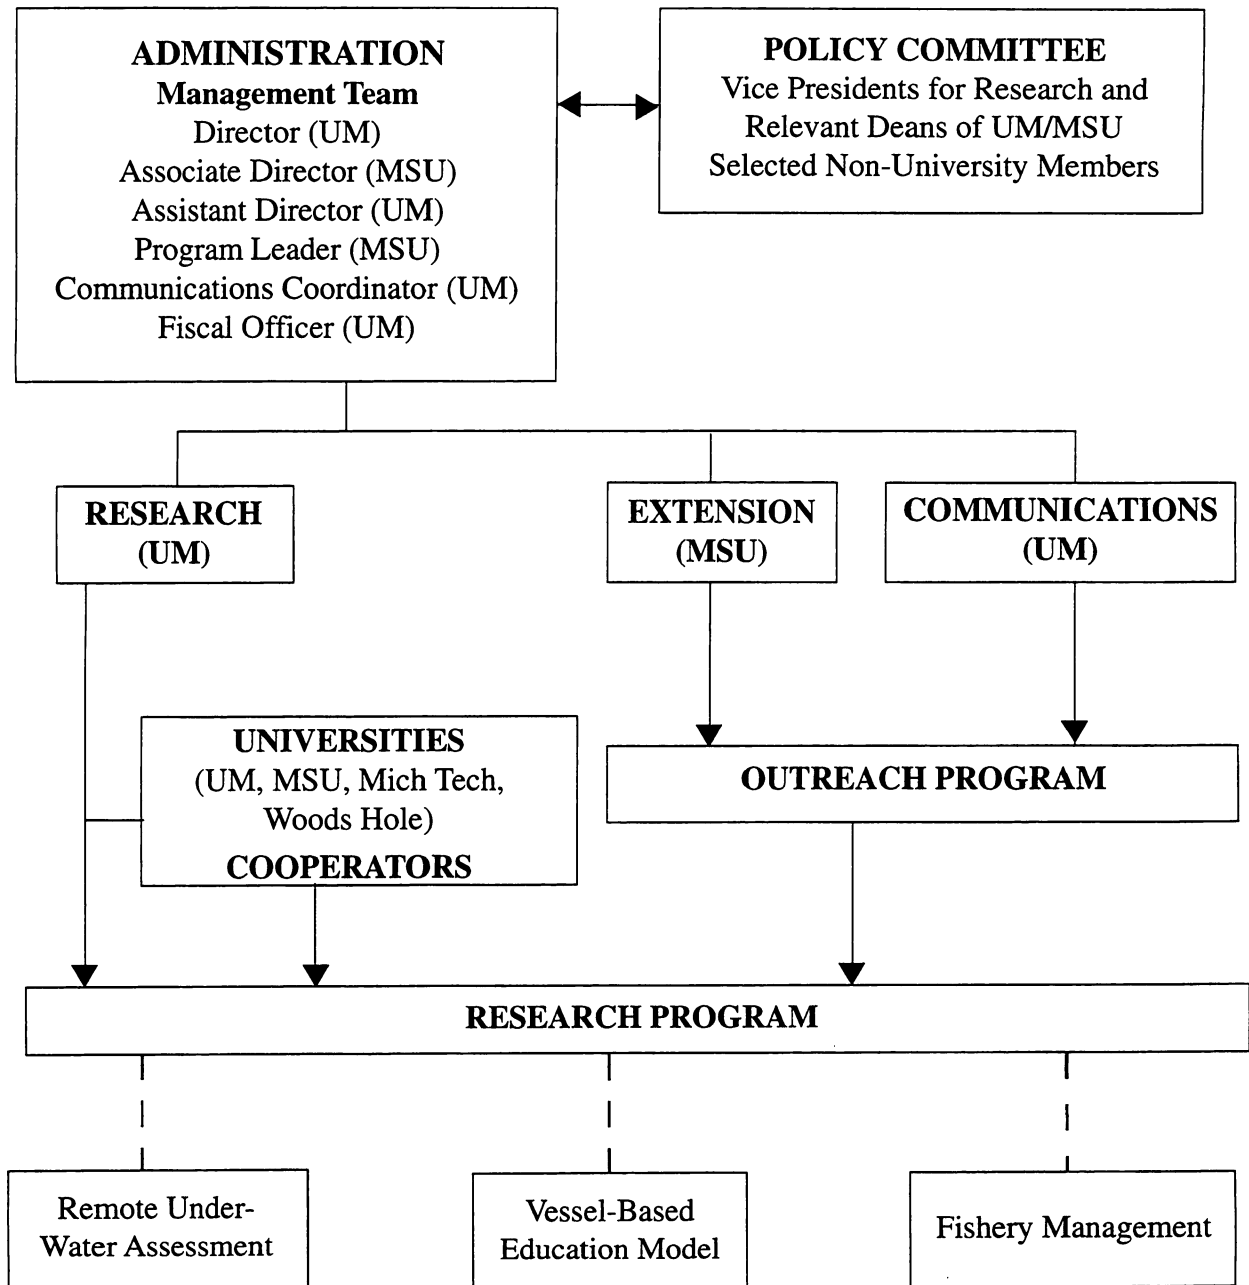 ADMINISTRATION
Management Team
Director (UM)
Associate Director (MSU)
Assistant Director (UM)
Program Leader (MSU)
Communications Coordinator (UM)
Fiscal Officer (UM)
POLICY COMMITTEE
Vice Presidents for Research and
Relevant Deans of UM/MSU
Selected Non-University Members
RESEARCH
(UM)
EXTENSION
(MSU)
COMMUNICATIONS
(UM)
UNIVERSITIES
(UM, MSU, Mich Tech,
Woods Hole)
COOPERATORS
OUTREACH PROGRAM
RESEARCH PROGRAM
Remote Under-
Water Assessment
Vessel-Based
Education Model
Fishery Management